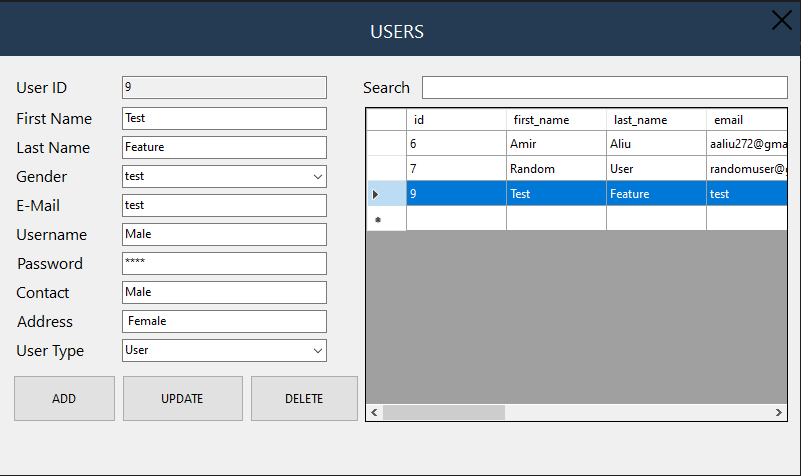 USERS
User ID 9
First Name Test
Last Name Feature
Gender test
E-Mail test
Username Male
Password ****
Contact Male
Address Female
User Type User
ADD UPDATE DELETE
Search
id first_name last_name email
6 Amir Aliu aaliu272@gma
7 Random User randomuser@g
9 Test Feature test